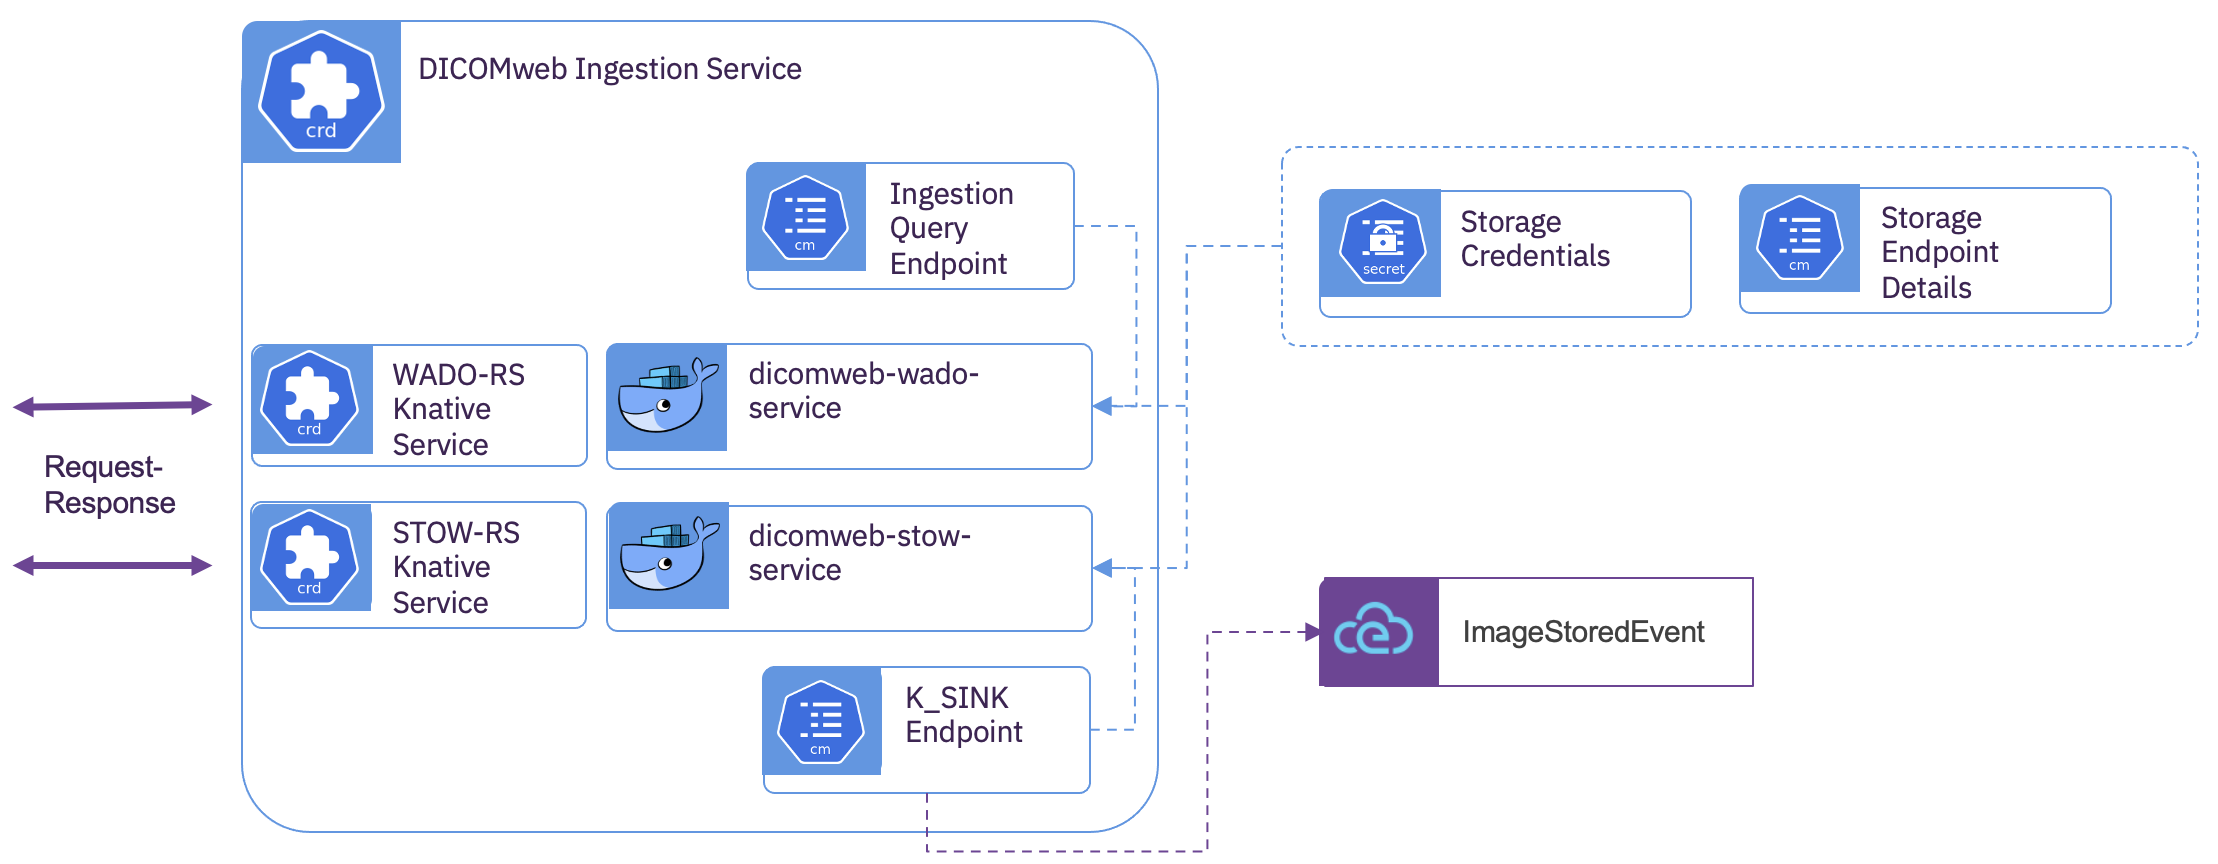 crd
DICOMweb Ingestion Service
cm
Ingestion
Query
Endpoint
secret
Storage
Credentials
cm
Storage
Endpoint
Details
crd
WADO-RS
Knative
Service
dicomweb-wado-
service
Request-
Response
crd
STOW-RS
Knative
Service
dicomweb-stow-
service
ImageStoredEvent
cm
K_SINK
Endpoint